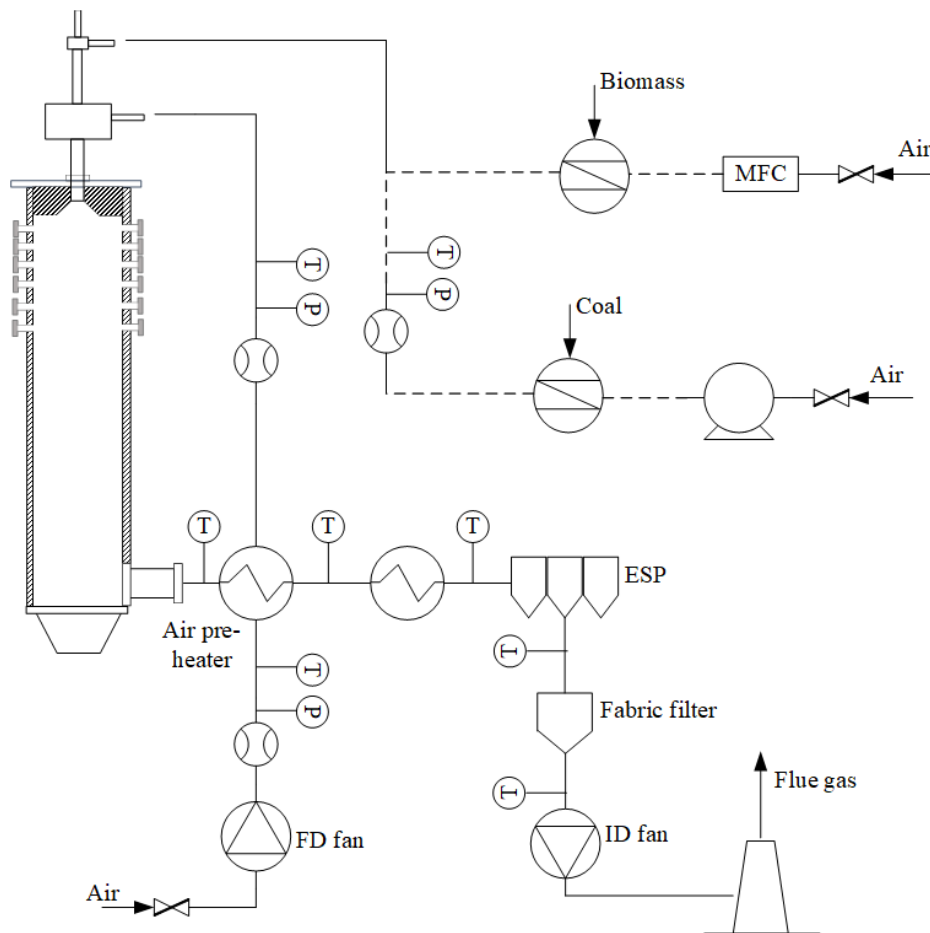 Biomass
MFC
Air
T
T
P
P
Coal
Air
T
T
T
ESP
Air pre-
heater
T
T
P
Fabric filter
T
Flue gas
FD fan
ID fan
Air